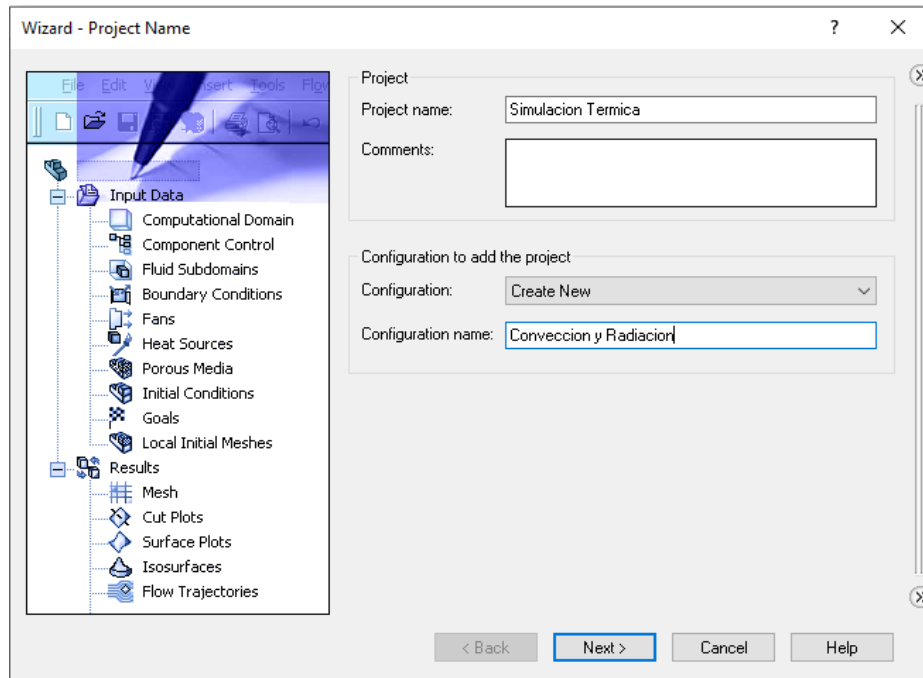 Wizard - Project Name
?
File Edit View Insert Tools Flow
Input Data
Computational Domain
Component Control
Fluid Subdomains
Boundary Conditions
Fans
Heat Sources
Porous Media
Initial Conditions
Goals
Local Initial Meshes
Results
Mesh
Cut Plots
Surface Plots
Isosurfaces
Flow Trajectories
Project
Project name: Simulacion Termica
Comments:
Configuration to add the project
Configuration: Create New
Configuration name: Conveccion y Radiacion
< Back Next > Cancel Help